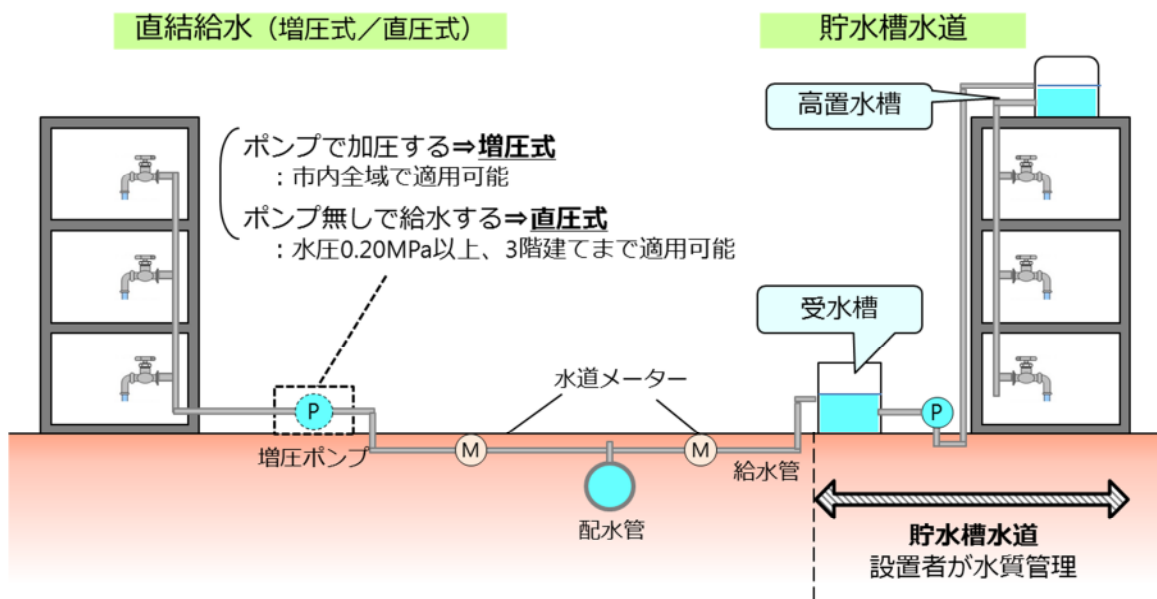 直結給水（増圧式／直圧式）
貯水槽水道
高置水槽
ポンプで加圧する⇒増圧式
：市内全域で適用可能
ポンプ無しで給水する⇒直圧式
：水圧0.20MPa以上、3階建てまで適用可能
受水槽
水道メーター
P
P
増圧ポンプ
M
M
給水管
配水管
貯水槽水道
設置者が水質管理